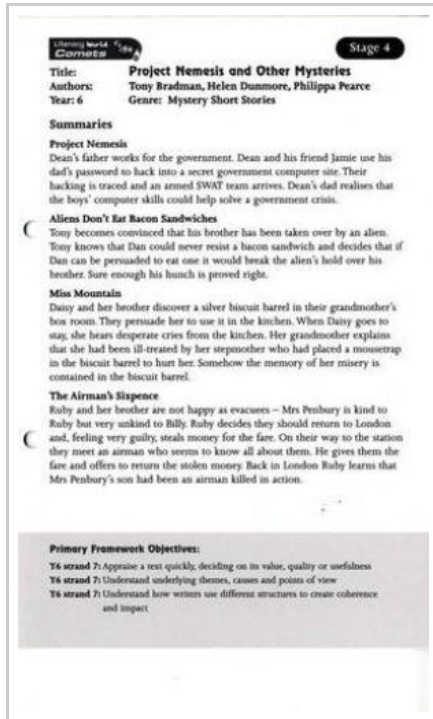 Literacy World
Comets
Stage 4
Title: Project Nemesis and Other Mysteries
Authors: Tony Bradman, Helen Dunmore, Philippa Pearce
Year: 6 Genre: Mystery Short Stories
Summaries
Project Nemesis
Dean's father works for the government. Dean and his friend Jamie use his
dad's password to hack into a secret government computer site. Their
hacking is traced and an armed SWAT team arrives. Dean's dad realises that
the boys' computer skills could help solve a government crisis.
Aliens Don't Eat Bacon Sandwiches
Tony becomes convinced that his brother has been taken over by an alien.
Tony knows that Dan could never resist a bacon sandwich and decides that if
Dan can be persuaded to eat one it would break the alien's hold over his
brother. Sure enough his hunch is proved right.
Miss Mountain
Daisy and her brother discover a silver biscuit barrel in their grandmother's
box room. They persuade her to use it in the kitchen. When Daisy goes to
stay, she hears desperate cries from the kitchen. Her grandmother explains
that she had been ill-treated by her stepmother who had placed a mousetrap
in the biscuit barrel to hurt her. Somehow the memory of her misery is
contained in the biscuit barrel.
The Airman's Sixpence
Ruby and her brother are not happy as evacuees – Mrs Penbury is kind to
Ruby but very unkind to Billy. Ruby decides they should return to London
and, feeling very guilty, steals money for the fare. On their way to the station
they meet an airman who seems to know all about them. He gives them the
fare and offers to return the stolen money. Back in London Ruby learns that
Mrs Penbury's son had been an airman killed in action.
Primary Framework Objectives:
Y6 strand 7: Appraise a text quickly, deciding on its value, quality or usefulness
Y6 strand 7: Understand underlying themes, causes and points of view
Y6 strand 7: Understand how writers use different structures to create coherence
and impact